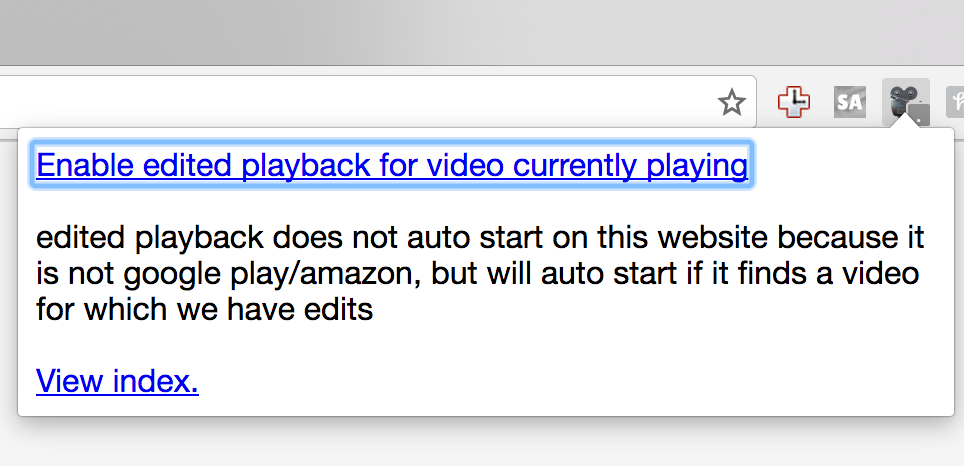 SA
Enable edited playback for video currently playing
edited playback does not auto start on this website because it
is not google play/amazon, but will auto start if it finds a video
for which we have edits
View index.